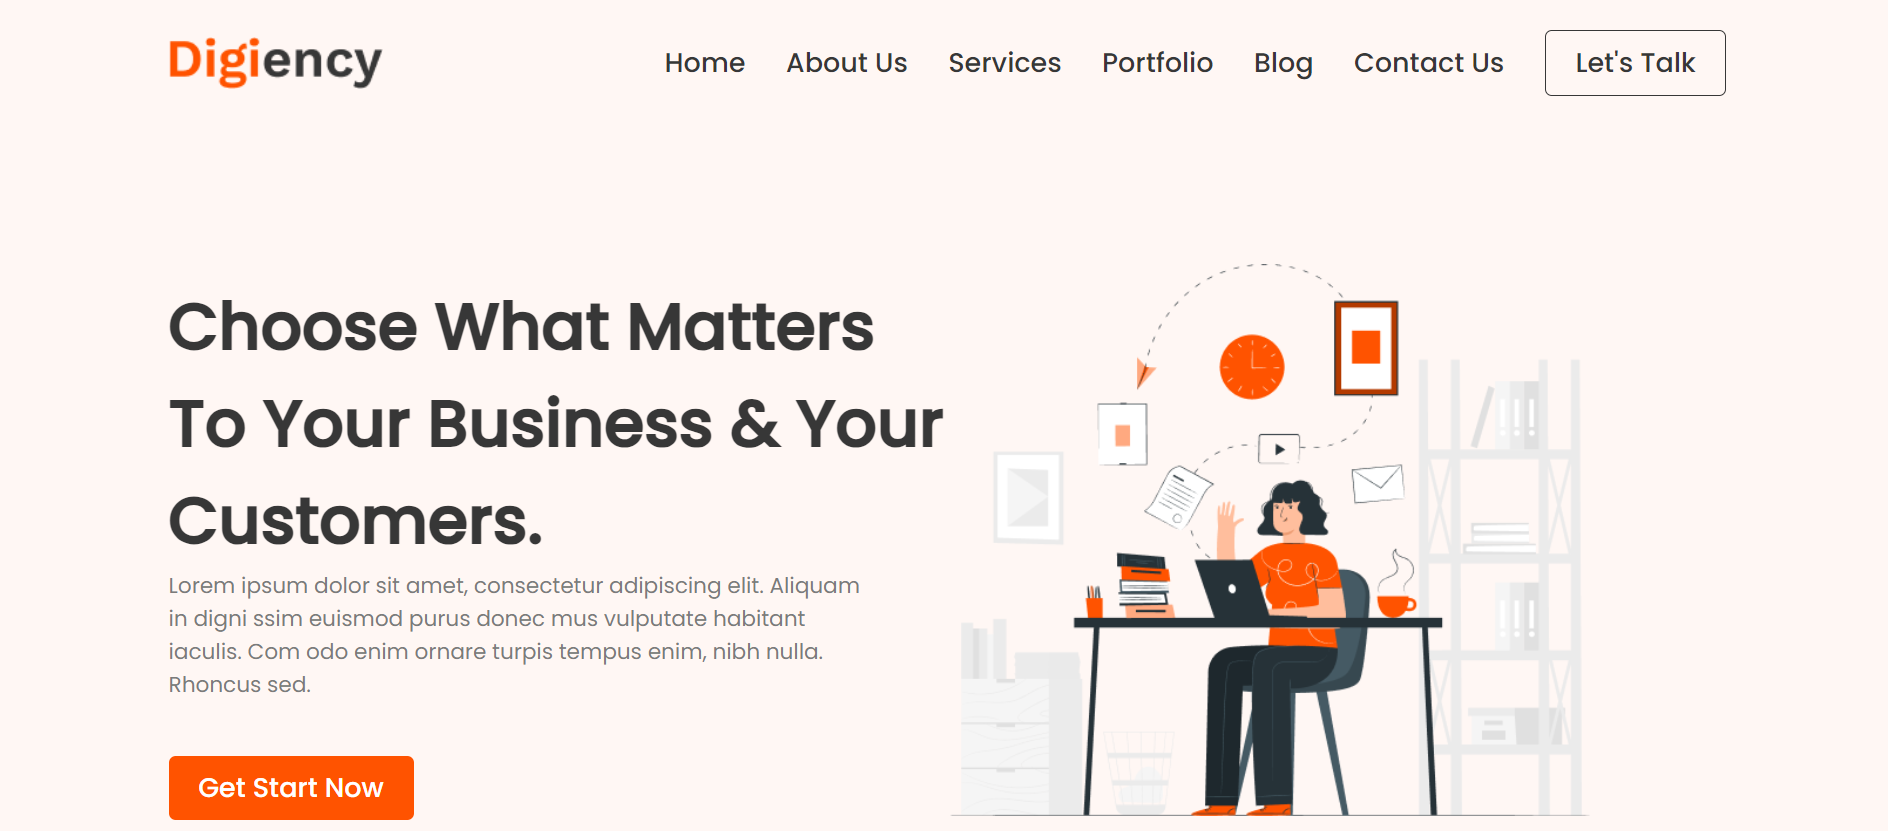 Digiency
Home About Us Services Portfolio Blog Contact Us Let's Talk
Choose What Matters
To Your Business & Your
Customers.
Lorem ipsum dolor sit amet, consectetur adipiscing elit. Aliquam
in digni ssim euismod purus donec mus vulputate habitant
iaculis. Com odo enim ornare turpis tempus enim, nibh nulla.
Rhoncus sed.
Get Start Now